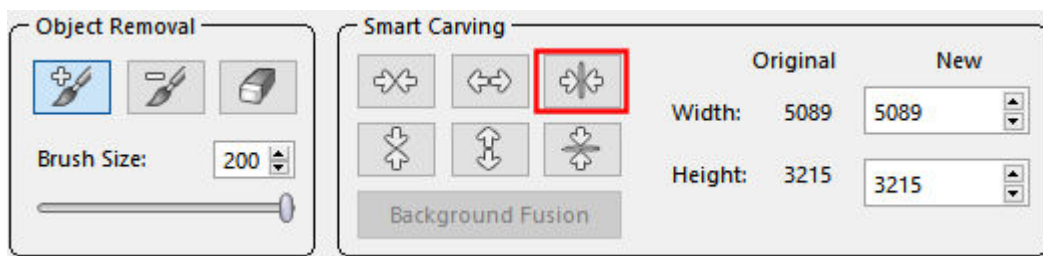 Object Removal
Brush Size: 200
Smart Carving
Original New
Width: 5089 5089
Height: 3215 3215
Background Fusion